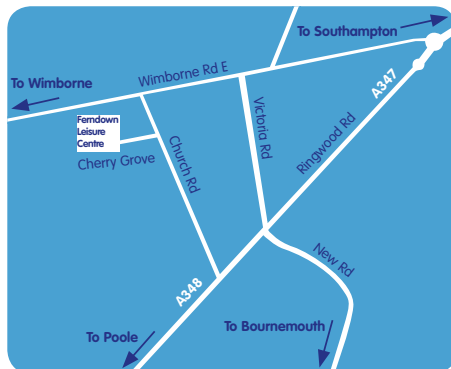 To Southampton
To Wimborne
Wimborne Rd E
A347
Ferndown
Leisure
Centre
Victoria Rd
Ringwood Rd
Church Rd
Cherry Grove
New Rd
A348
To Bournemouth
To Poole